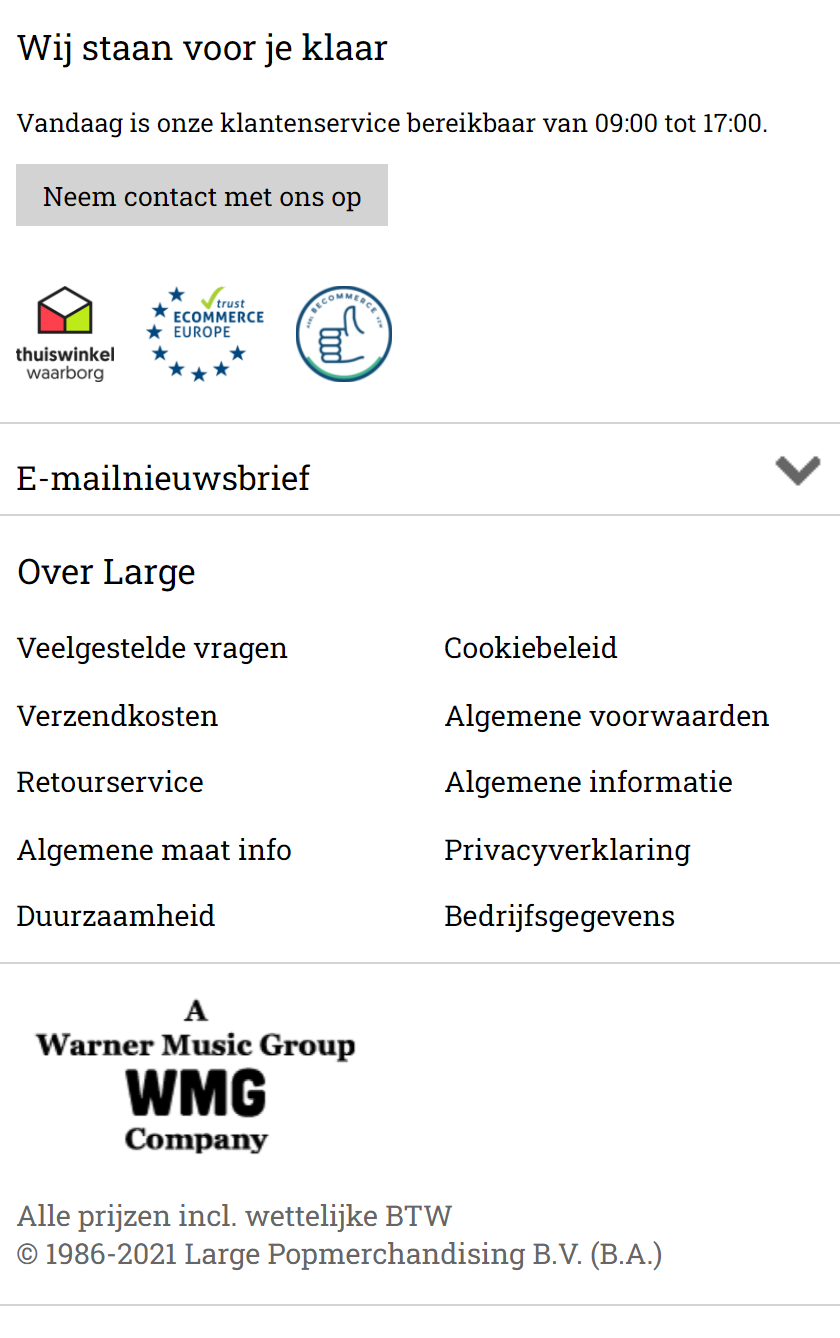 Wij staan voor je klaar
Vandaag is onze klantenservice bereikbaar van 09:00 tot 17:00.
Neem contact met ons op
thuiswinkel
waarborg
trust
ECOMMERCE
EUROPE
BECOMMERCE
E-mailnieuwsbrief
Over Large
Veelgestelde vragen
Cookiebeleid
Verzendkosten
Algemene voorwaarden
Retourservice
Algemene informatie
Algemene maat info
Privacyverklaring
Duurzaamheid
Bedrijfsgegevens
A
Warner Music Group
WMG
Company
Alle prijzen incl. wettelijke BTW
© 1986-2021 Large Popmerchandising B.V. (B.A.)